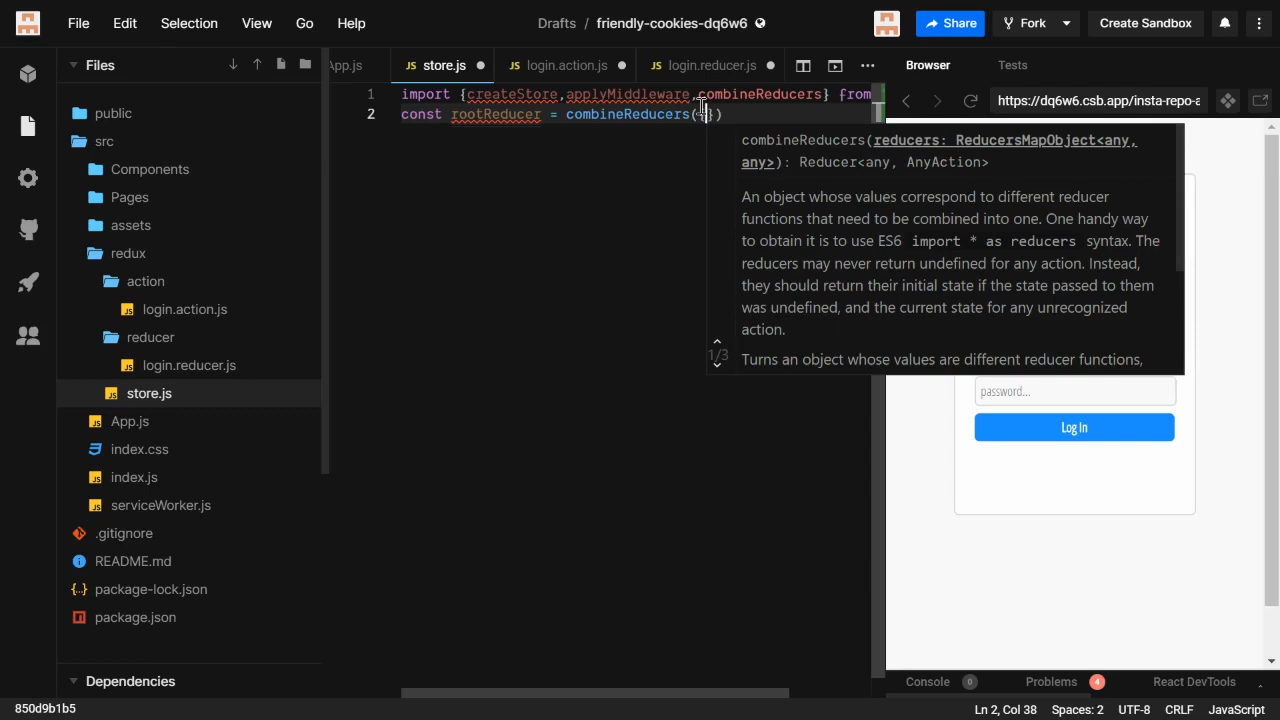 File Edit Selection View Go Help
Drafts / friendly-cookies-dq6w6
Share
Fork
Create Sandbox
Files
App.js
JS store.js
JS login.action.js
JS login.reducer.js
Browser
Tests
https://dq6w6.csb.app/insta-repo-a
public
src
Components
Pages
assets
redux
action
JS login.action.js
reducer
JS login.reducer.js
JS store.js
JS App.js
index.css
JS index.js
JS serviceWorker.js
.gitignore
README.md
package-lock.json
package.json
Dependencies
850d9b1b5
1 import {createStore,applyMiddleware,combineReducers} from
2 const rootReducer = combineReducers({})
combineReducers(reducers: ReducersMapObject<any,
any>): Reducer<any, AnyAction>
An object whose values correspond to different reducer
functions that need to be combined into one. One handy way
to obtain it is to use ES6 import * as reducers syntax. The
reducers may never return undefined for any action. Instead,
they should return their initial state if the state passed to them
was undefined, and the current state for any unrecognized
action.
1/3
Turns an object whose values are different reducer functions,
password...
Log In
Console 0
Problems 4
React DevTools
Ln 2, Col 38
Spaces: 2
UTF-8
CRLF
JavaScript